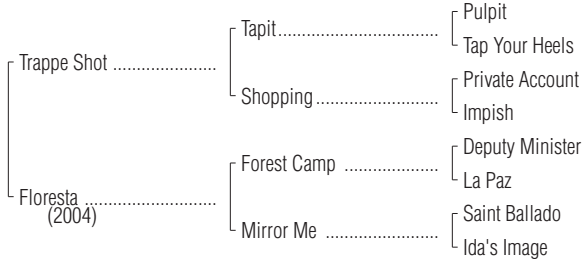 Pulpit
Tapit......................................
Tap Your Heels
Trappe Shot ........................
Private Account
Shopping.............................
Impish
Deputy Minister
Forest Camp ......................
La Paz
Floresta ...............................
(2004)
Saint Ballado
Mirror Me ..........................
Ida's Image